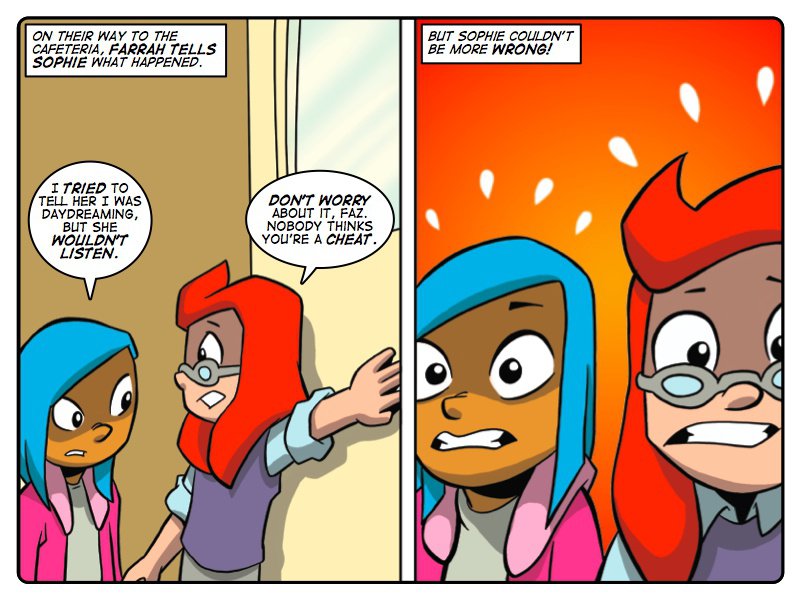 ON THEIR WAY TO THE
CAFETERIA, FARRAH TELLS
SOPHIE WHAT HAPPENED.
I TRIED TO
TELL HER I WAS
DAYDREAMING,
BUT SHE
WOULDN'T
LISTEN.
DON'T WORRY
ABOUT IT, FAZ.
NOBODY THINKS
YOU'RE A CHEAT.
BUT SOPHIE COULDN'T
BE MORE WRONG!